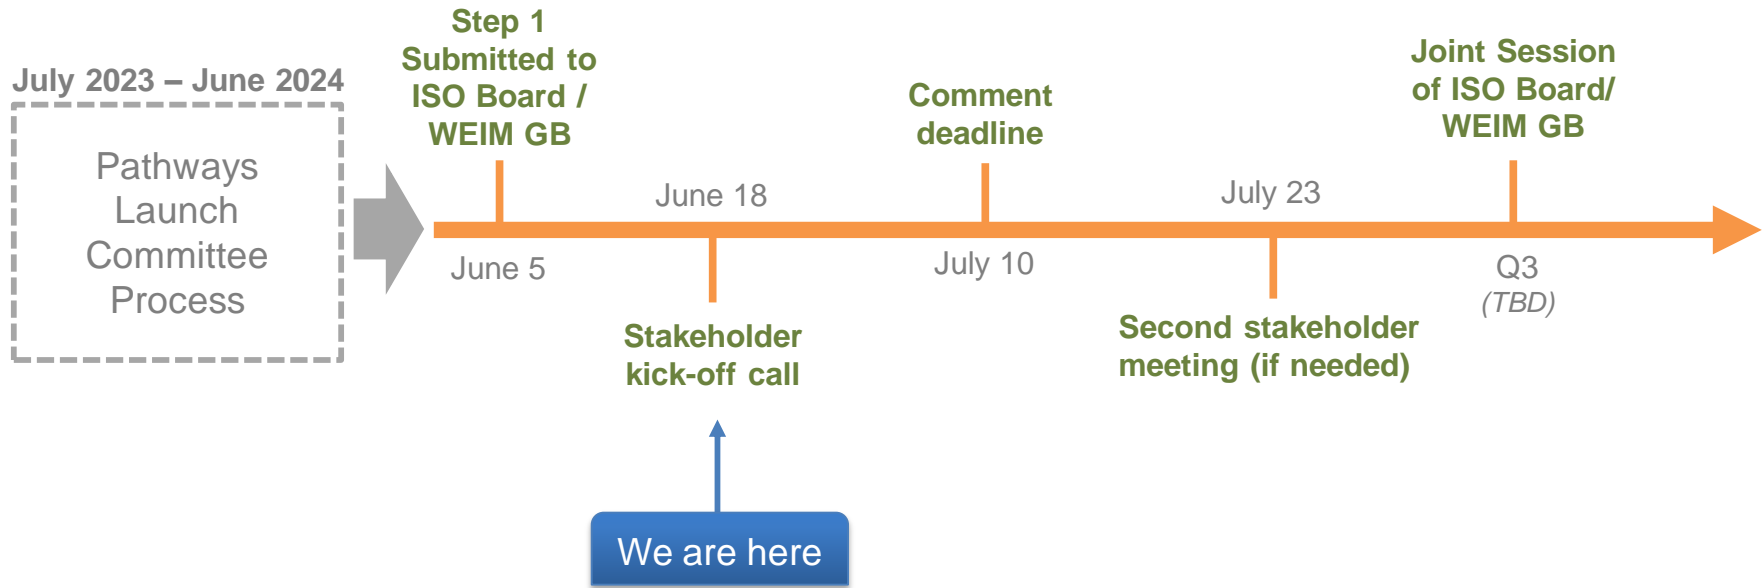 July 2023 – June 2024
Pathways
Launch
Committee
Process
Step 1
Submitted to
ISO Board /
WEIM GB
June 5
June 18
Stakeholder
kick-off call
We are here
Comment
deadline
July 10
July 23
Second stakeholder
meeting (if needed)
Joint Session
of ISO Board/
WEIM GB
Q3
(TBD)